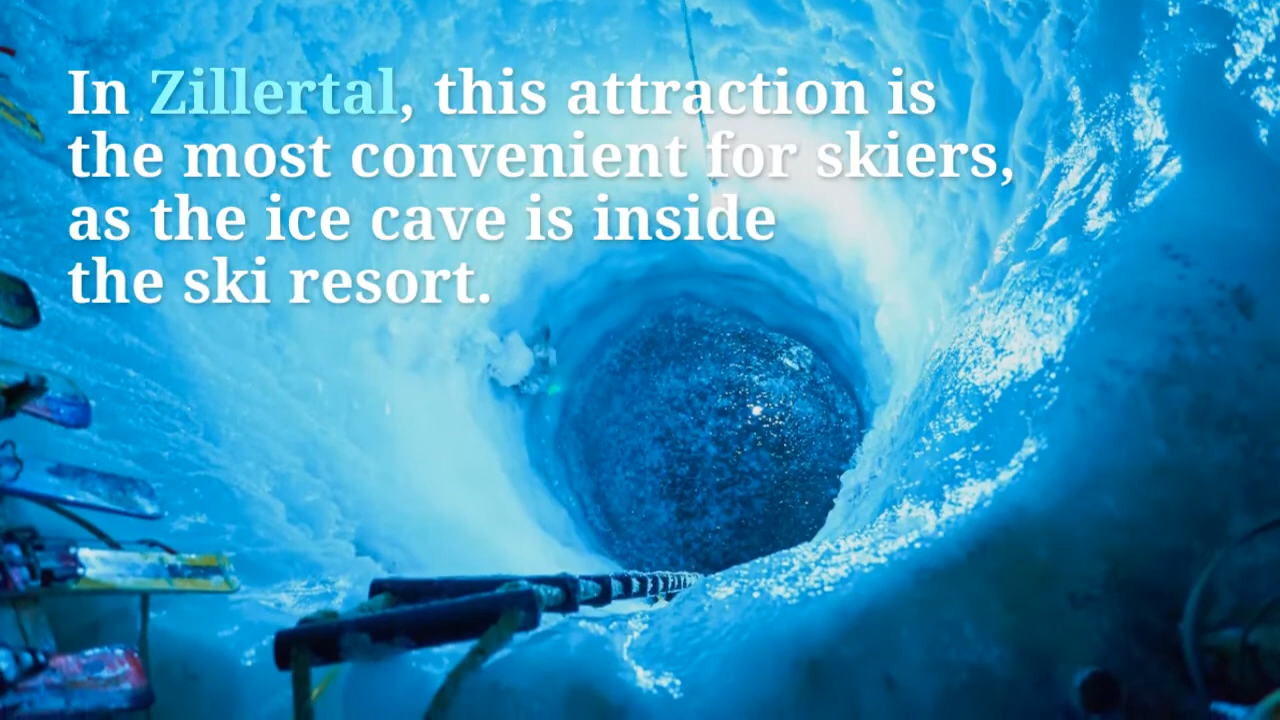 In Zillertal, this attraction is
the most convenient for skiers,
as the ice cave is inside
the ski resort.